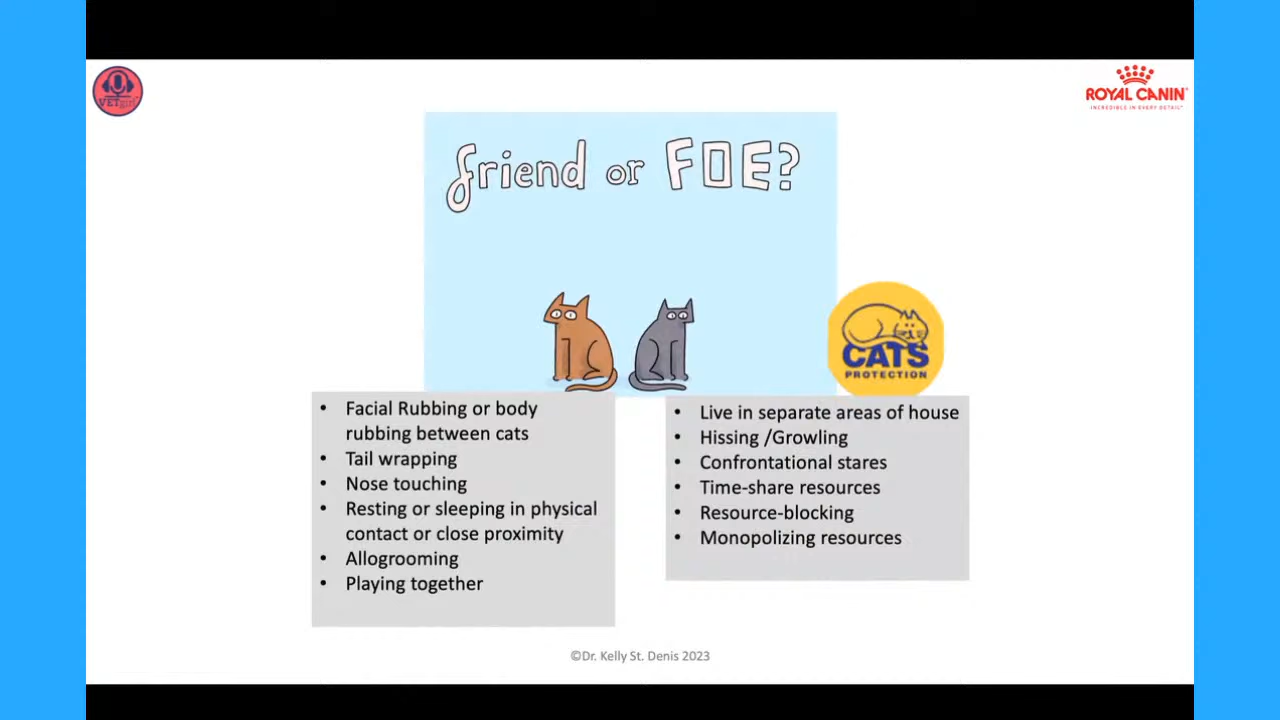 VETgirl
ROYAL CANIN
INCREDIBLE IN EVERY DETAIL
friend or FOE?
CATS
PROTECTION
• Facial Rubbing or body
rubbing between cats
• Tail wrapping
• Nose touching
• Resting or sleeping in physical
contact or close proximity
• Allogrooming
• Playing together
• Live in separate areas of house
• Hissing /Growling
• Confrontational stares
• Time-share resources
• Resource-blocking
• Monopolizing resources
©Dr. Kelly St. Denis 2023